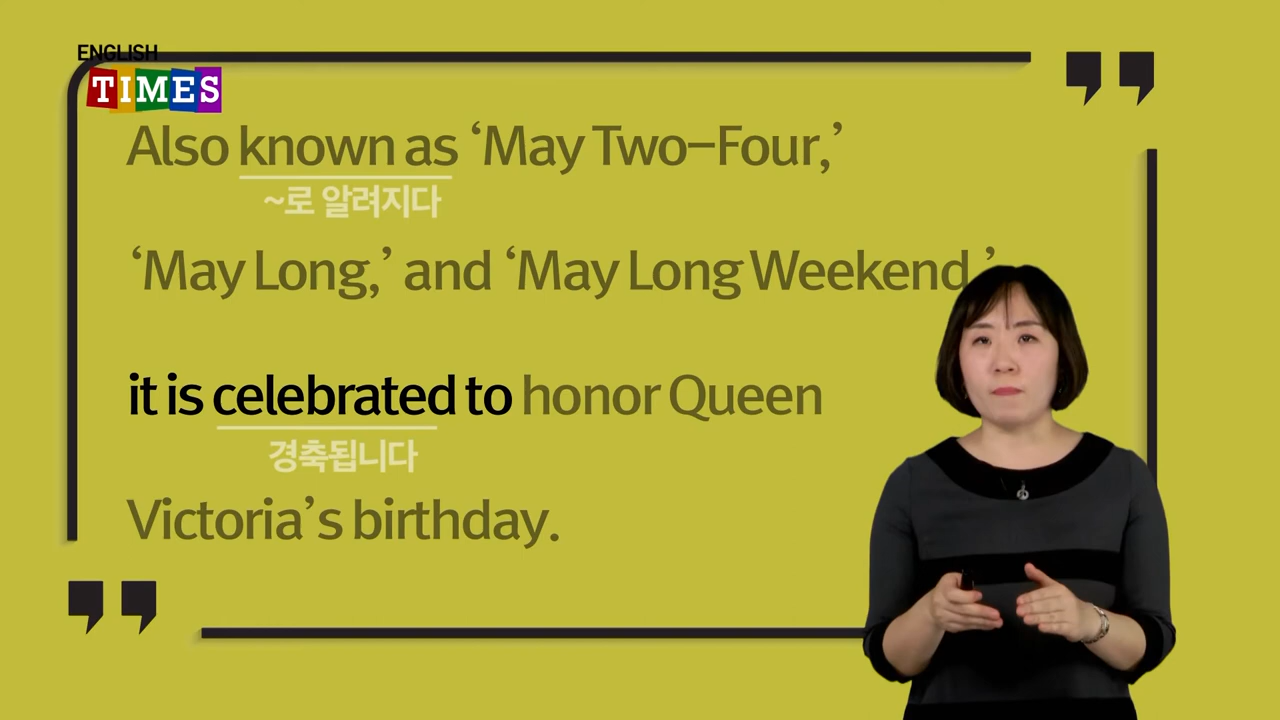 ENGLISH
TIMES
Also known as ‘May Two-Four,’
~로 알려지다
‘May Long,’ and ‘May Long Weekend,’
it is celebrated to honor Queen
경축됩니다
Victoria’s birthday.